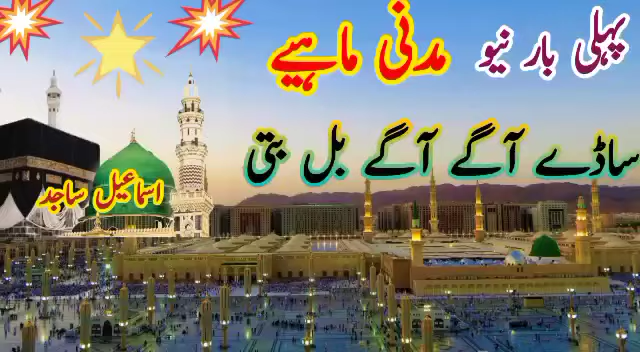 پہلی بار نیو مدنی ماہیے
ساڈے آگے آگے بل بتی
اسماعیل ساجد